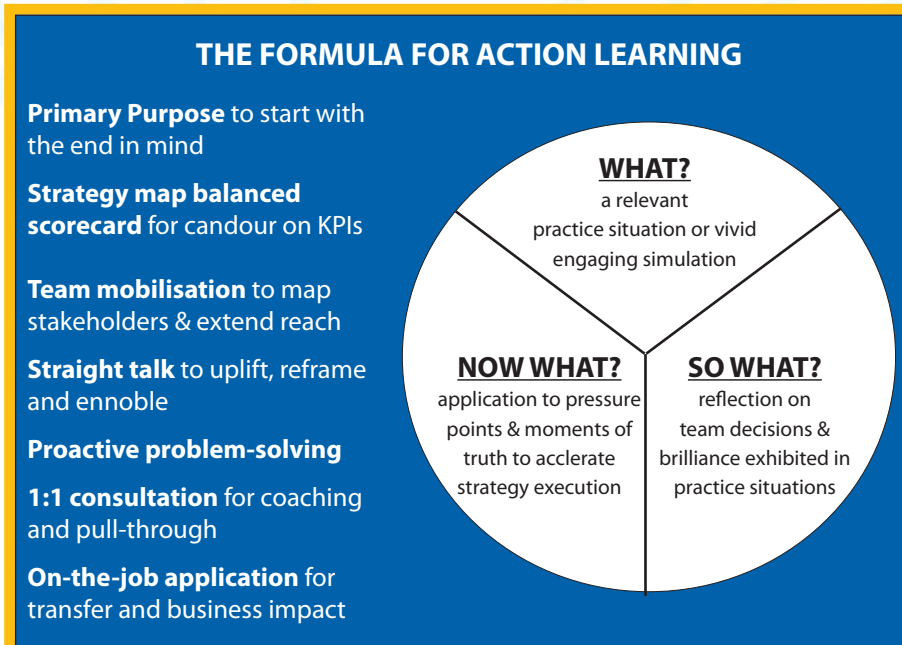 THE FORMULA FOR ACTION LEARNING
Primary Purpose to start with
the end in mind
Strategy map balanced
scorecard for candour on KPIs
Team mobilisation to map
stakeholders & extend reach
Straight talk to uplift, reframe
and ennoble
Proactive problem-solving
1:1 consultation for coaching
and pull-through
On-the-job application for
transfer and business impact
WHAT?
a relevant
practice situation or vivid
engaging simulation
NOW WHAT?
application to pressure
points & moments of
truth to acclerate
strategy execution
SO WHAT?
reflection on
team decisions &
brilliance exhibited in
practice situations